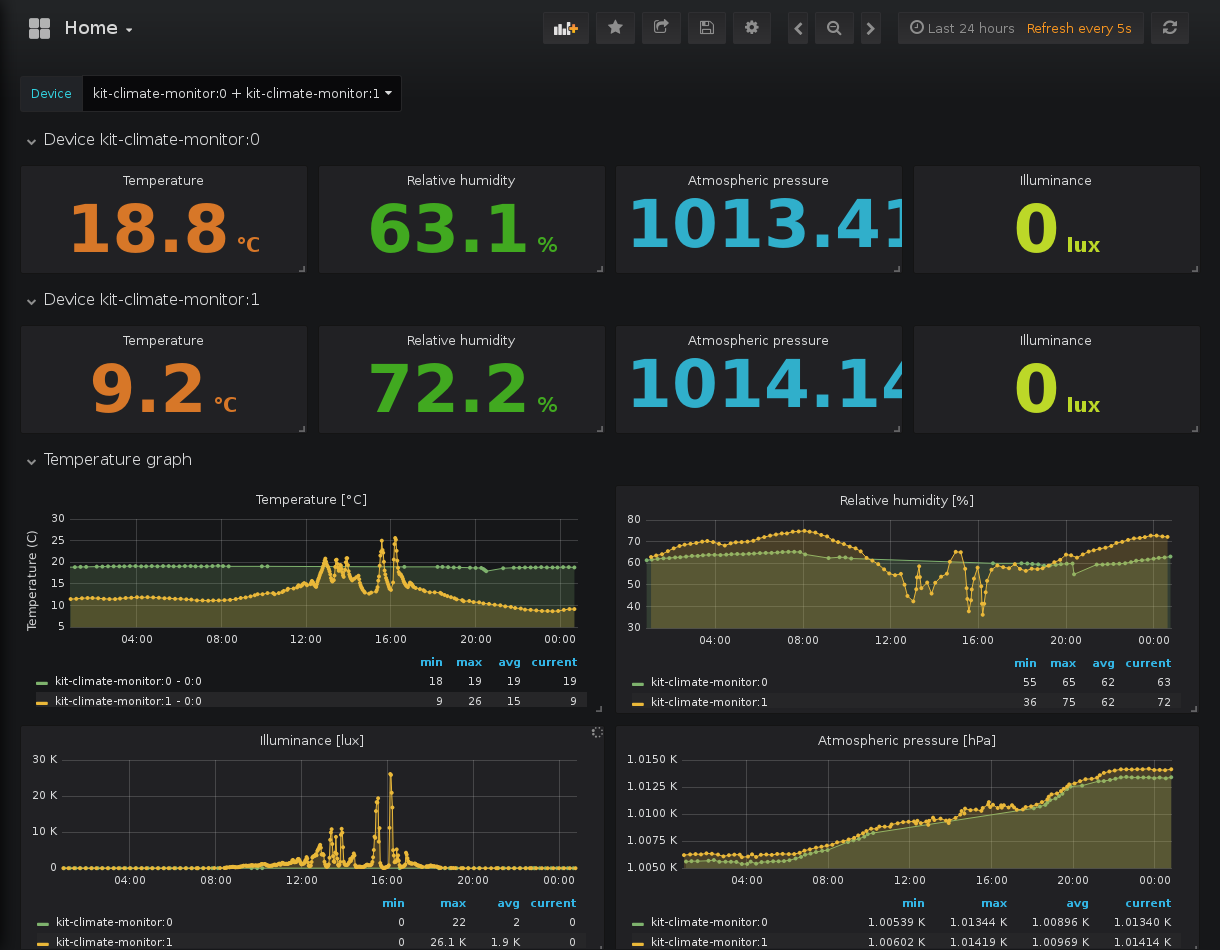 Home
Last 24 hours Refresh every 5s
Device kit-climate-monitor:0 + kit-climate-monitor:1
Device kit-climate-monitor:0
Temperature Relative humidity Atmospheric pressure Illuminance
18.8 °C 63.1 % 1013.41 0 lux
Device kit-climate-monitor:1
Temperature Relative humidity Atmospheric pressure Illuminance
9.2 °C 72.2 % 1014.14 0 lux
Temperature graph
Temperature [°C]
Temperature (C)
30
25
20
15
10
5
04:00 08:00 12:00 16:00 20:00 00:00
min max avg current
kit-climate-monitor:0 - 0:0 18 19 19 19
kit-climate-monitor:1 - 0:0 9 26 15 9
Relative humidity [%]
80
70
60
50
40
30
04:00 08:00 12:00 16:00 20:00 00:00
min max avg current
kit-climate-monitor:0 55 65 62 63
kit-climate-monitor:1 36 75 62 72
Illuminance [lux]
30 K
20 K
10 K
0
04:00 08:00 12:00 16:00 20:00 00:00
min max avg current
kit-climate-monitor:0 0 22 2 0
kit-climate-monitor:1 0 26.1 K 1.9 K 0
Atmospheric pressure [hPa]
1.0150 K
1.0125 K
1.0100 K
1.0075 K
1.0050 K
04:00 08:00 12:00 16:00 20:00 00:00
min max avg current
kit-climate-monitor:0 1.00539 K 1.01344 K 1.00896 K 1.01340 K
kit-climate-monitor:1 1.00602 K 1.01419 K 1.00969 K 1.01414 K